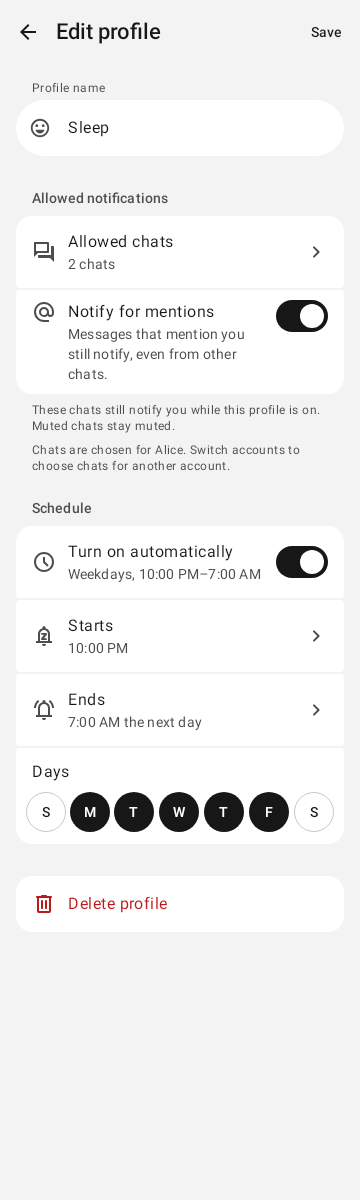 Edit profile
Save
Profile name
Sleep
Allowed notifications
Allowed chats
2 chats
Notify for mentions
Messages that mention you
still notify, even from other
chats.
These chats still notify you while this profile is on.
Muted chats stay muted.
Chats are chosen for Alice. Switch accounts to
choose chats for another account.
Schedule
Turn on automatically
Weekdays, 10:00 PM–7:00 AM
Starts
10:00 PM
Ends
7:00 AM the next day
Days
S M T W T F S
Delete profile